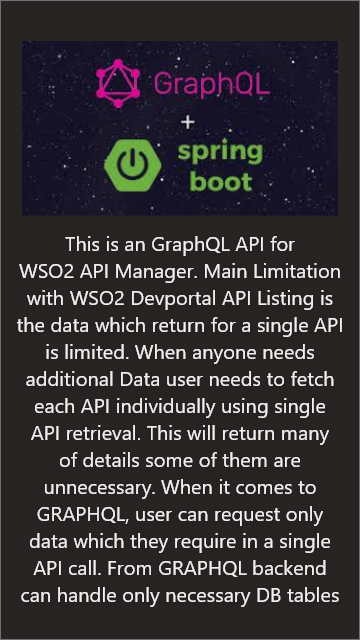 GraphQL
+
spring
boot
This is an GraphQL API for
WSO2 API Manager. Main Limitation
with WSO2 Devportal API Listing is
the data which return for a single API
is limited. When anyone needs
additional Data user needs to fetch
each API individually using single
API retrieval. This will return many
of details some of them are
unnecessary. When it comes to
GRAPHQL, user can request only
data which they require in a single
API call. From GRAPHQL backend
can handle only necessary DB tables